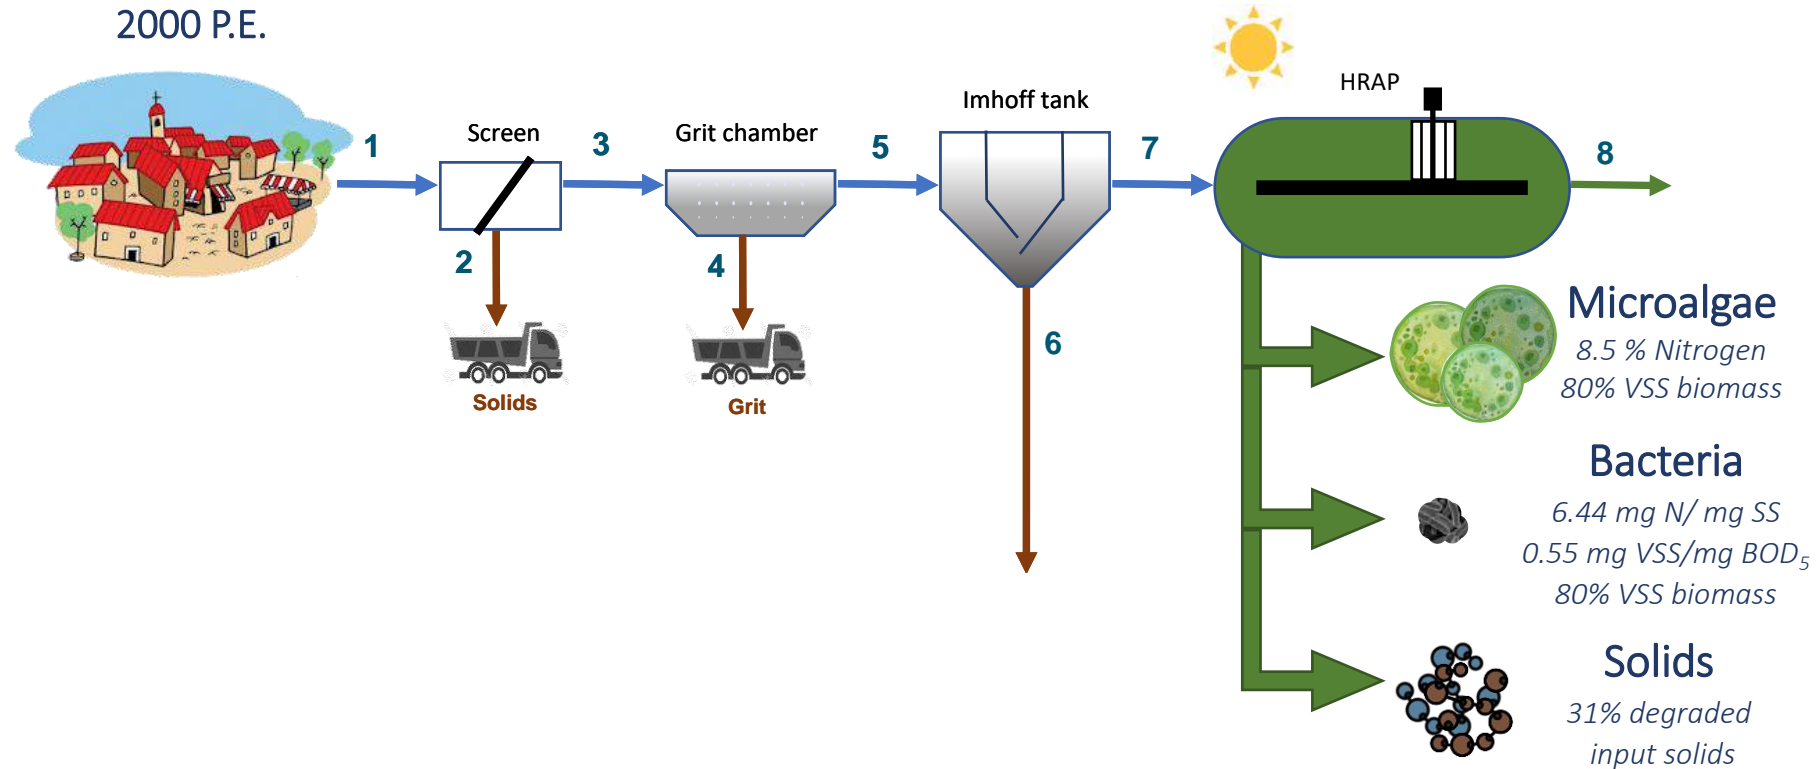 2000 P.E.
1
Screen
2
Solids
3
Grit chamber
4
Grit
5
Imhoff tank
6
7
HRAP
8
Microalgae
8.5 % Nitrogen
80% VSS biomass
Bacteria
6.44 mg N/ mg SS
0.55 mg VSS/mg BOD₅
80% VSS biomass
Solids
31% degraded
input solids